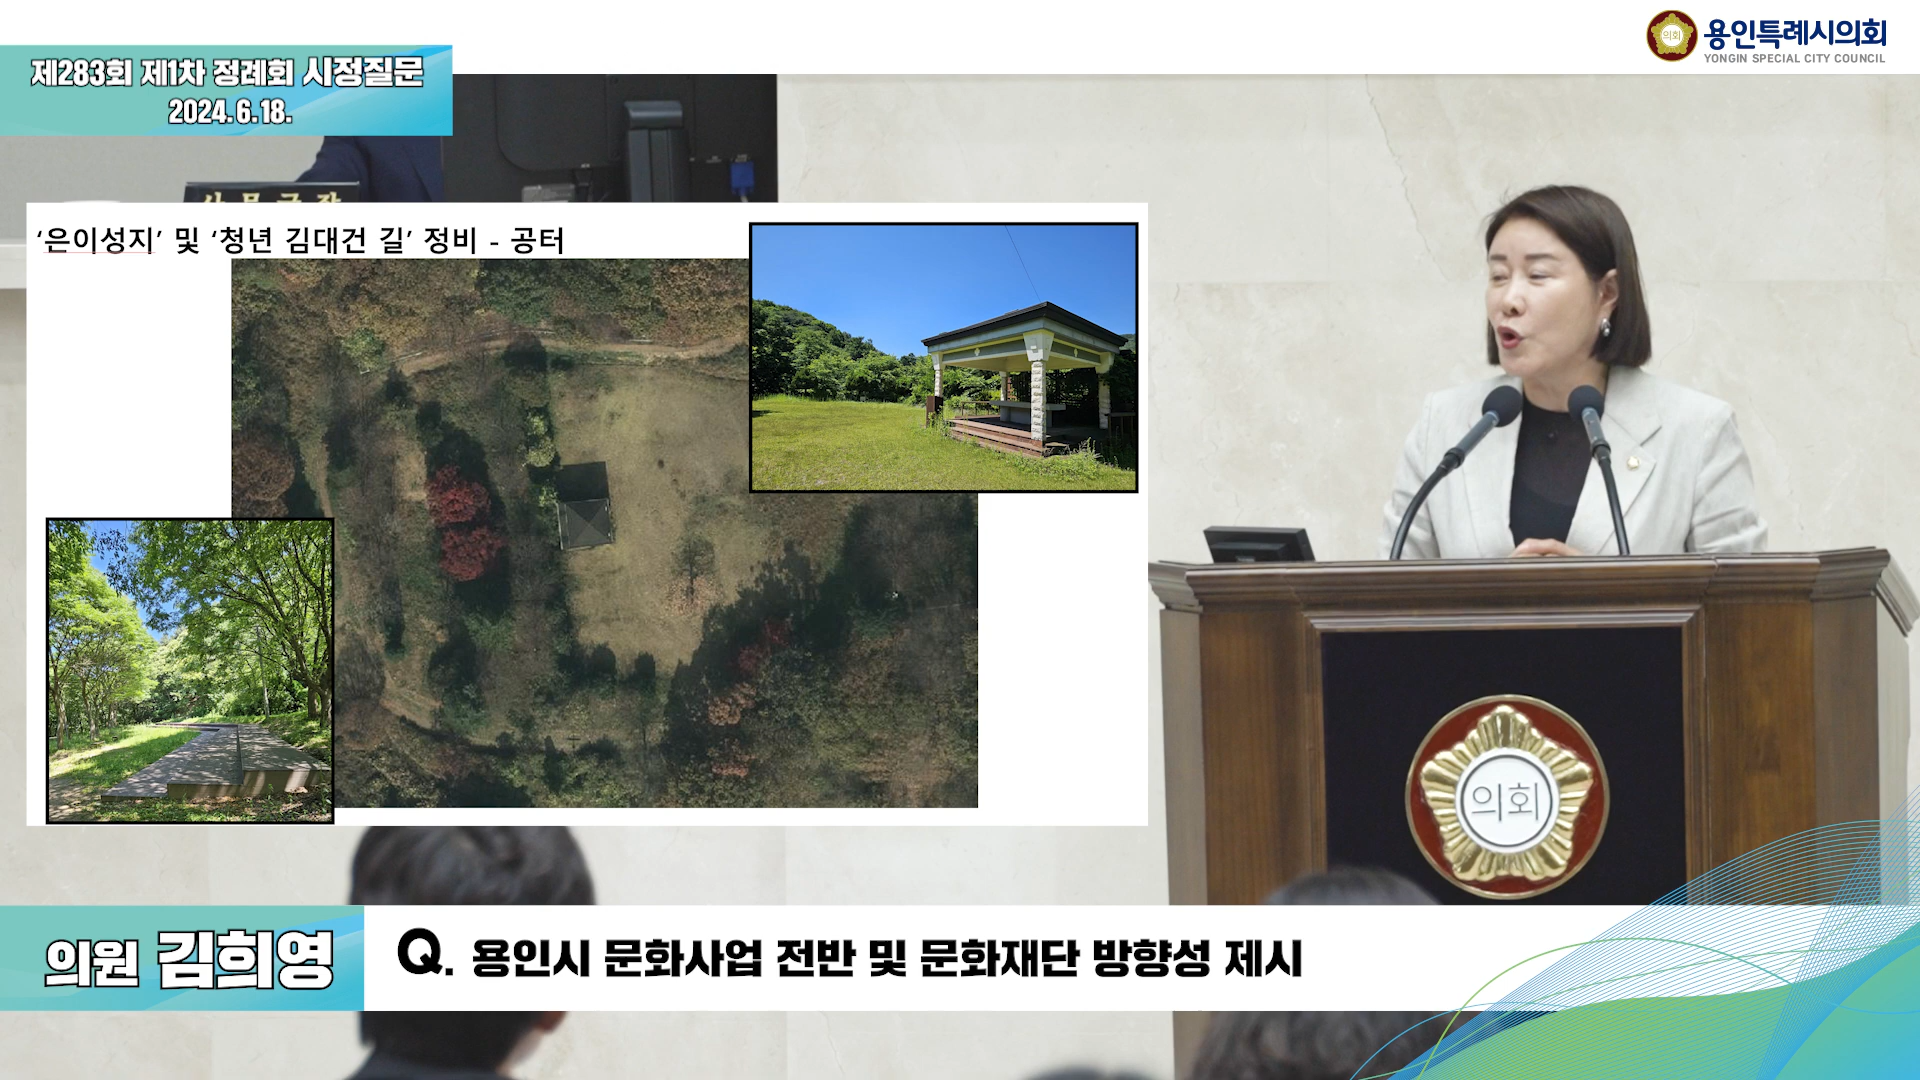 의회
용인특례시의회
YONGIN SPECIAL CITY COUNCIL
제283회 제1차 정례회 시정질문
2024.6.18.
‘은이성지’ 및 ‘청년 김대건 길’ 정비 - 공터
의회
의원 김희영
Q. 용인시 문화사업 전반 및 문화재단 방향성 제시